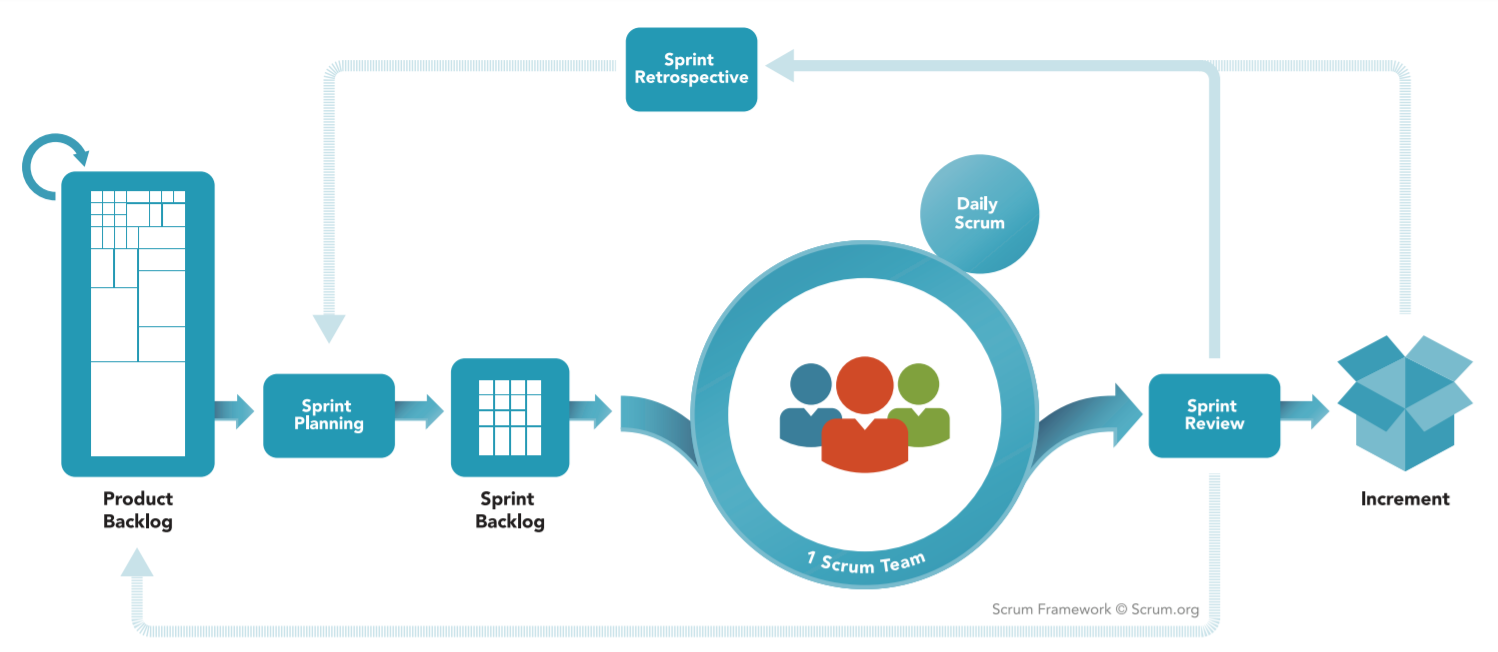 Sprint
Retrospective
Daily
Scrum
Sprint
Planning
Sprint
Review
Product
Backlog
Sprint
Backlog
Increment
1 Scrum Team
Scrum Framework © Scrum.org